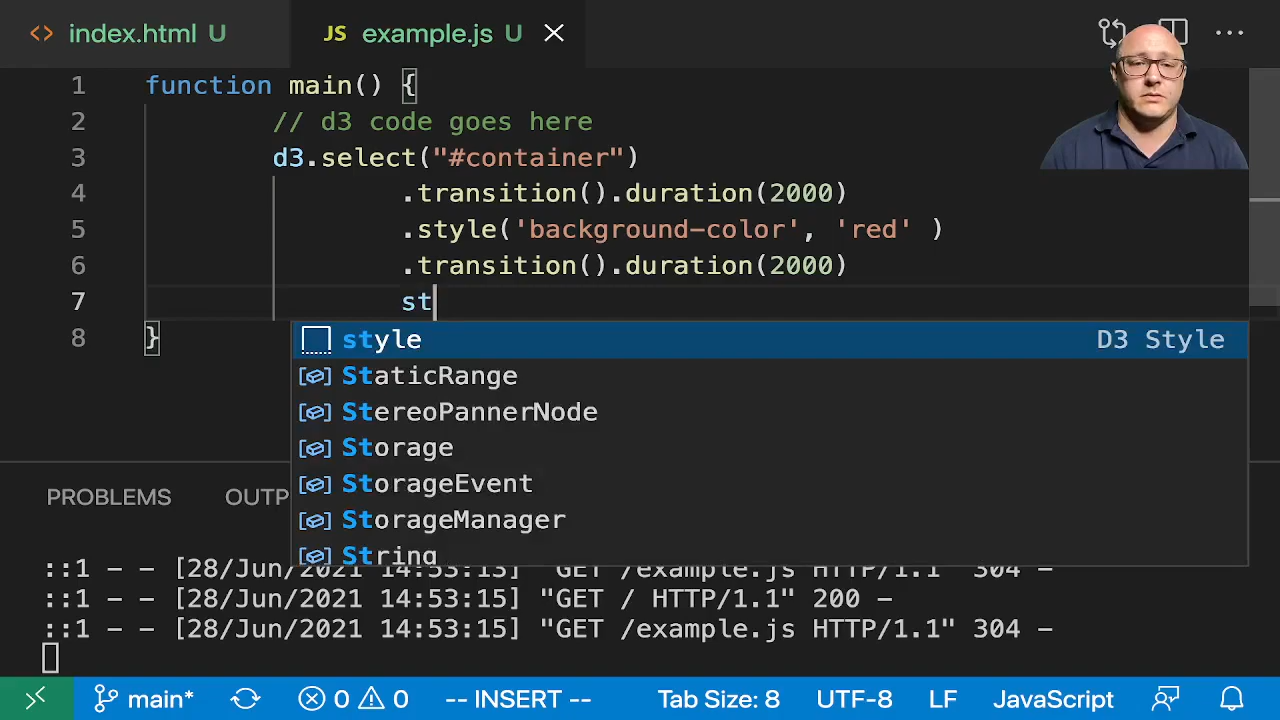 <> index.html U JS example.js U
1 function main() {
2 // d3 code goes here
3 d3.select("#container")
4 .transition().duration(2000)
5 .style('background-color', 'red' )
6 .transition().duration(2000)
7 st
8 }
style D3 Style
StaticRange
StereoPannerNode
Storage
StorageEvent
StorageManager
String
PROBLEMS OUTP
::1 - - [28/Jun/2021 14:53:13] "GET /example.js HTTP/1.1" 304 -
::1 - - [28/Jun/2021 14:53:15] "GET / HTTP/1.1" 200 -
::1 - - [28/Jun/2021 14:53:15] "GET /example.js HTTP/1.1" 304 -
main* 0 0 -- INSERT -- Tab Size: 8 UTF-8 LF JavaScript